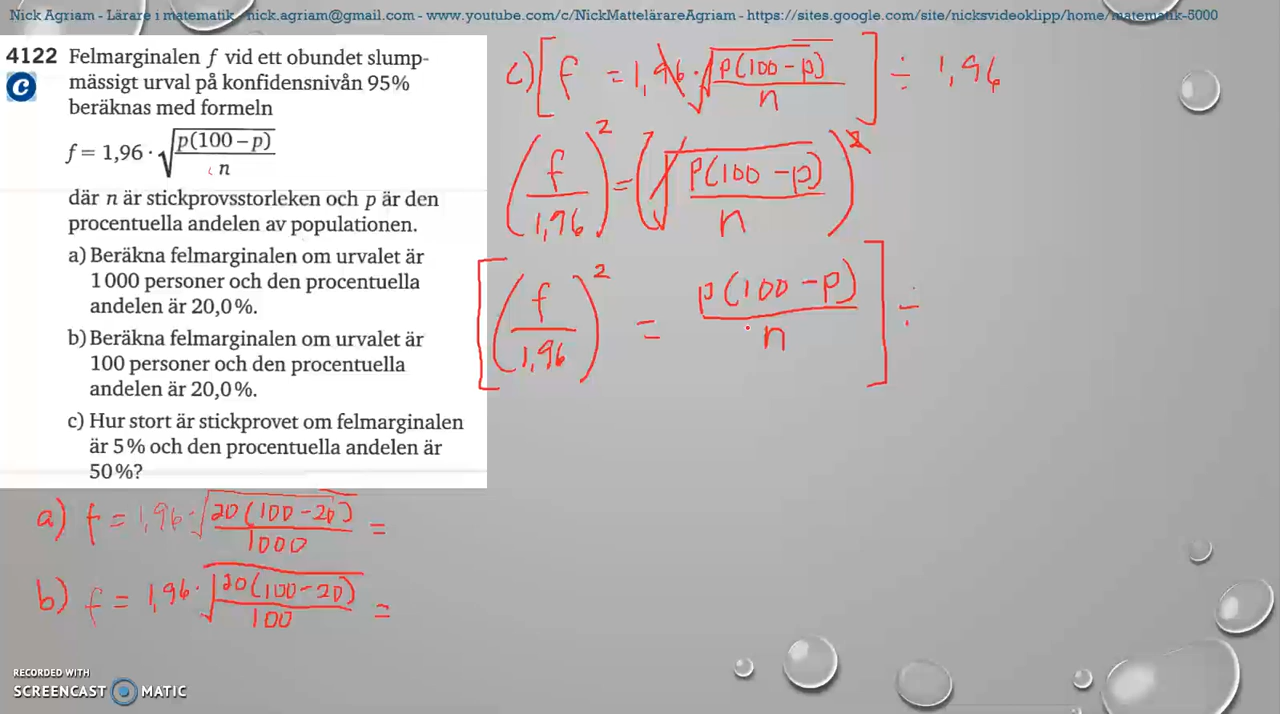 Nick Agriam - Lärare i matematik - nick.agriam@gmail.com - www.youtube.com/c/NickMattelärareAgriam - https://sites.google.com/site/nicksvideoklipp/home/matematik-5000
4122 Felmarginalen f vid ett obundet slump-
C mässigt urval på konfidensnivån 95%
beräknas med formeln
f = 1,96 · √(p(100 – p)/n)
där n är stickprovsstorleken och p är den
procentuella andelen av populationen.
a) Beräkna felmarginalen om urvalet är
1 000 personer och den procentuella
andelen är 20,0%.
b) Beräkna felmarginalen om urvalet är
100 personer och den procentuella
andelen är 20,0%.
c) Hur stort är stickprovet om felmarginalen
är 5% och den procentuella andelen är
50%?
a) f = 1,96 · √(20(100-20)/1000) =
b) f = 1,96 · √(20(100-20)/100) =
c) [f = 1,96 · √(p(100-p)/n)] ÷ 1,96
(f/1,96)² = (√(p(100-p)/n))²
[(f/1,96)² = p(100-p)/n] ÷
RECORDED WITH
SCREENCAST MATIC